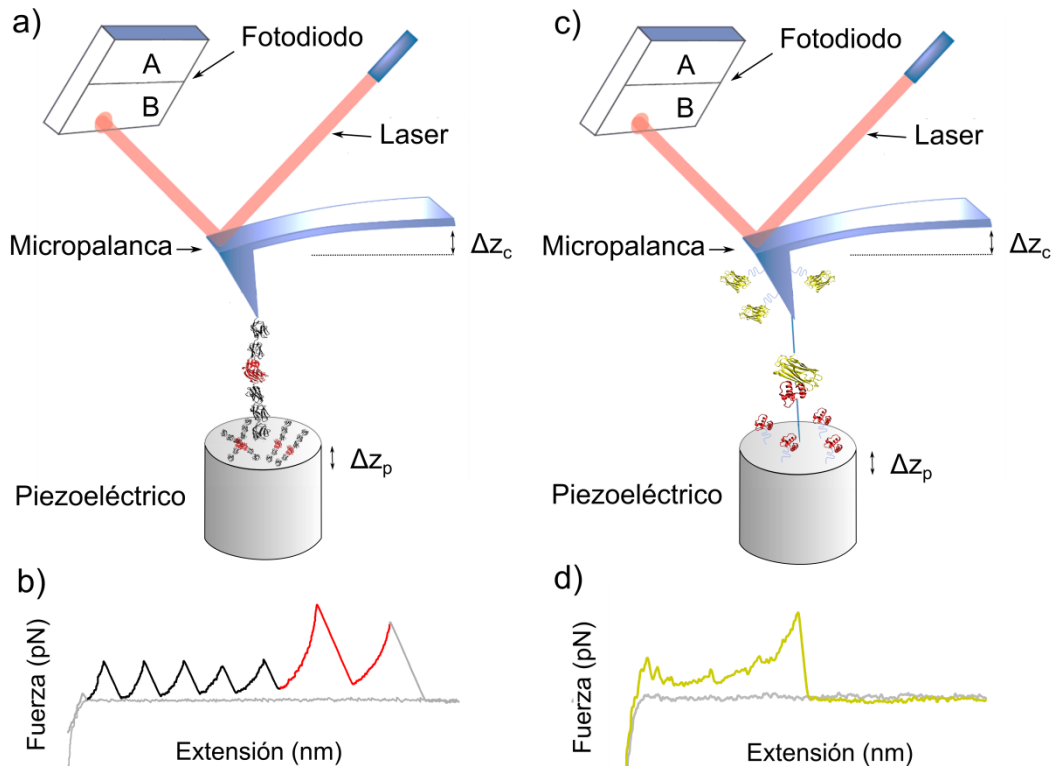 a)
Fotodiodo
A
B
Laser
Micropalanca
Δzc
Δzp
Piezoeléctrico
b)
Fuerza (pN)
Extensión (nm)
c)
Fotodiodo
A
B
Laser
Micropalanca
Δzc
Δzp
Piezoeléctrico
d)
Fuerza (pN)
Extensión (nm)